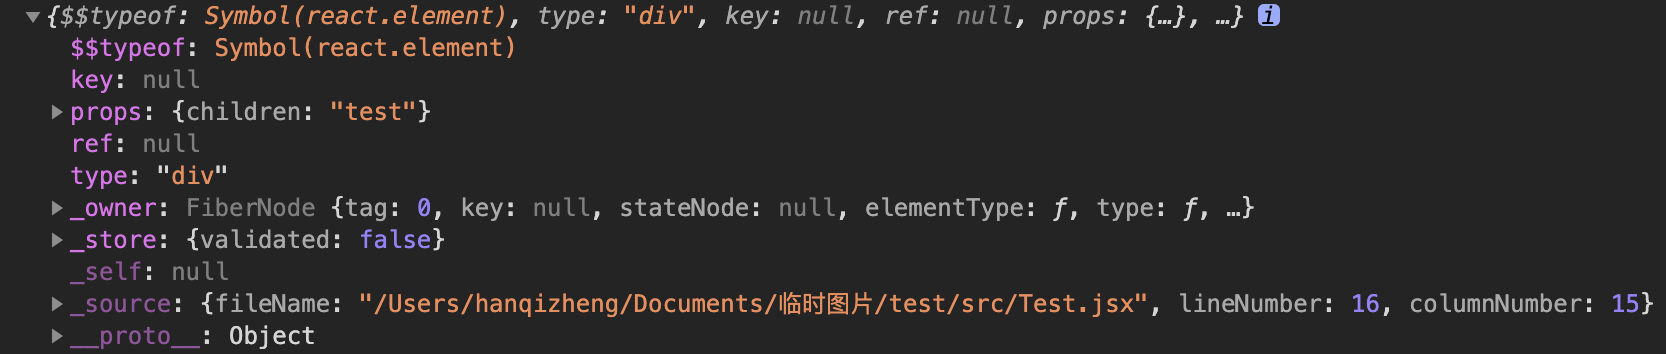 ▼{$$typeof: Symbol(react.element), type: "div", key: null, ref: null, props: {…}, …} i
$$typeof: Symbol(react.element)
key: null
▶props: {children: "test"}
ref: null
type: "div"
▶_owner: FiberNode {tag: 0, key: null, stateNode: null, elementType: ƒ, type: ƒ, …}
▶_store: {validated: false}
_self: null
▶_source: {fileName: "/Users/hanqizheng/Documents/临时图片/test/src/Test.jsx", lineNumber: 16, columnNumber: 15}
▶__proto__: Object